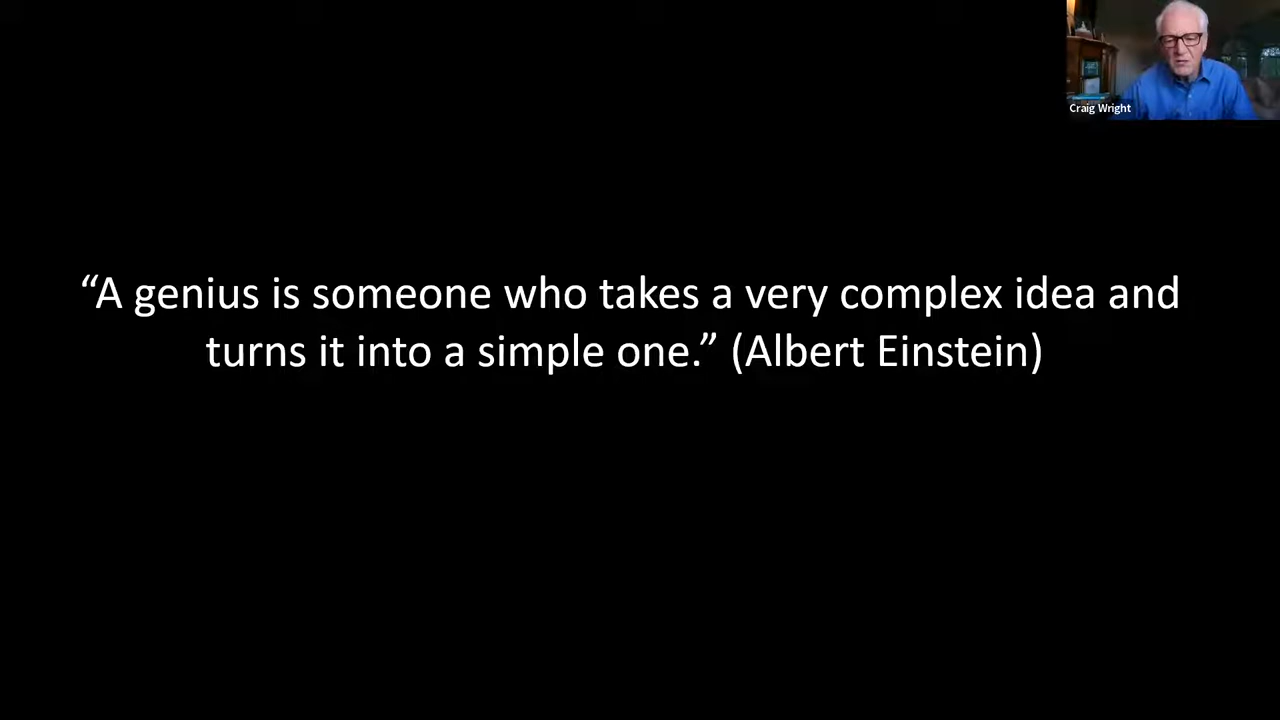 Craig Wright
“A genius is someone who takes a very complex idea and
turns it into a simple one.” (Albert Einstein)